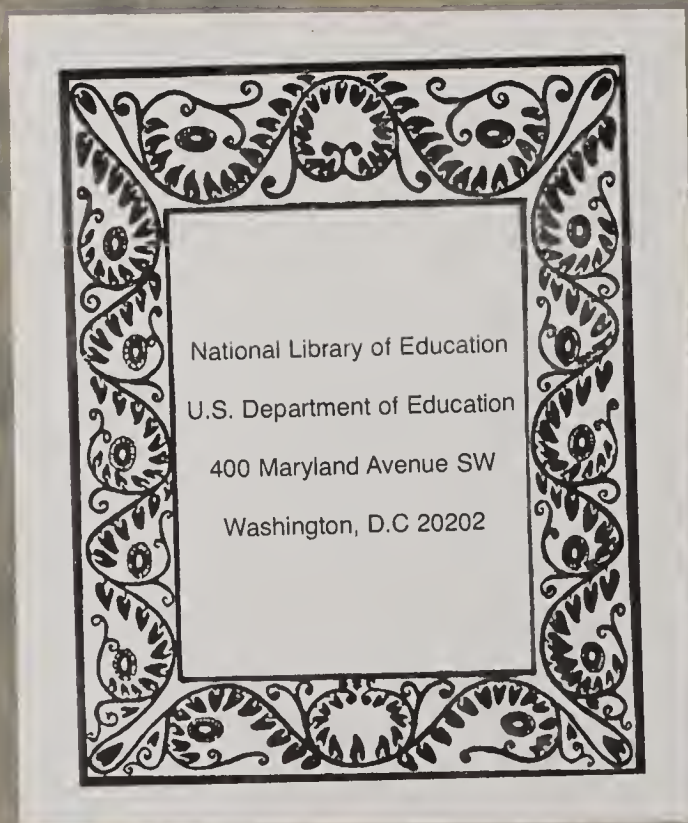 National Library of Education
U.S. Department of Education
400 Maryland Avenue SW
Washington, D.C 20202